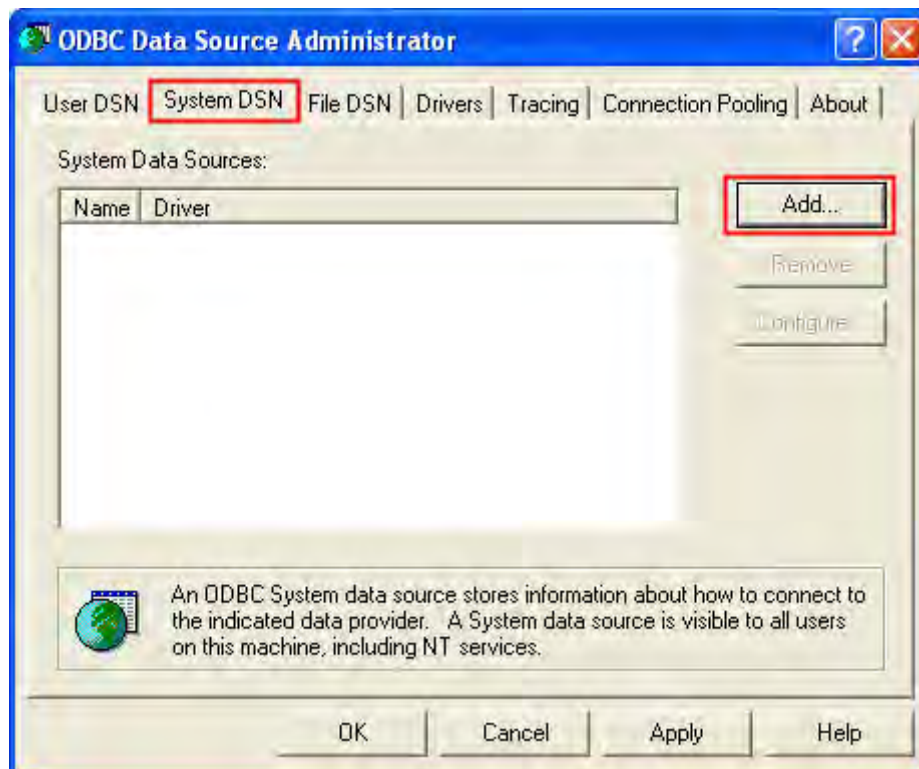 ODBC Data Source Administrator
User DSN System DSN File DSN Drivers Tracing Connection Pooling About
System Data Sources:
Name Driver
Add...
Remove
Configure...
An ODBC System data source stores information about how to connect to
the indicated data provider. A System data source is visible to all users
on this machine, including NT services.
OK Cancel Apply Help